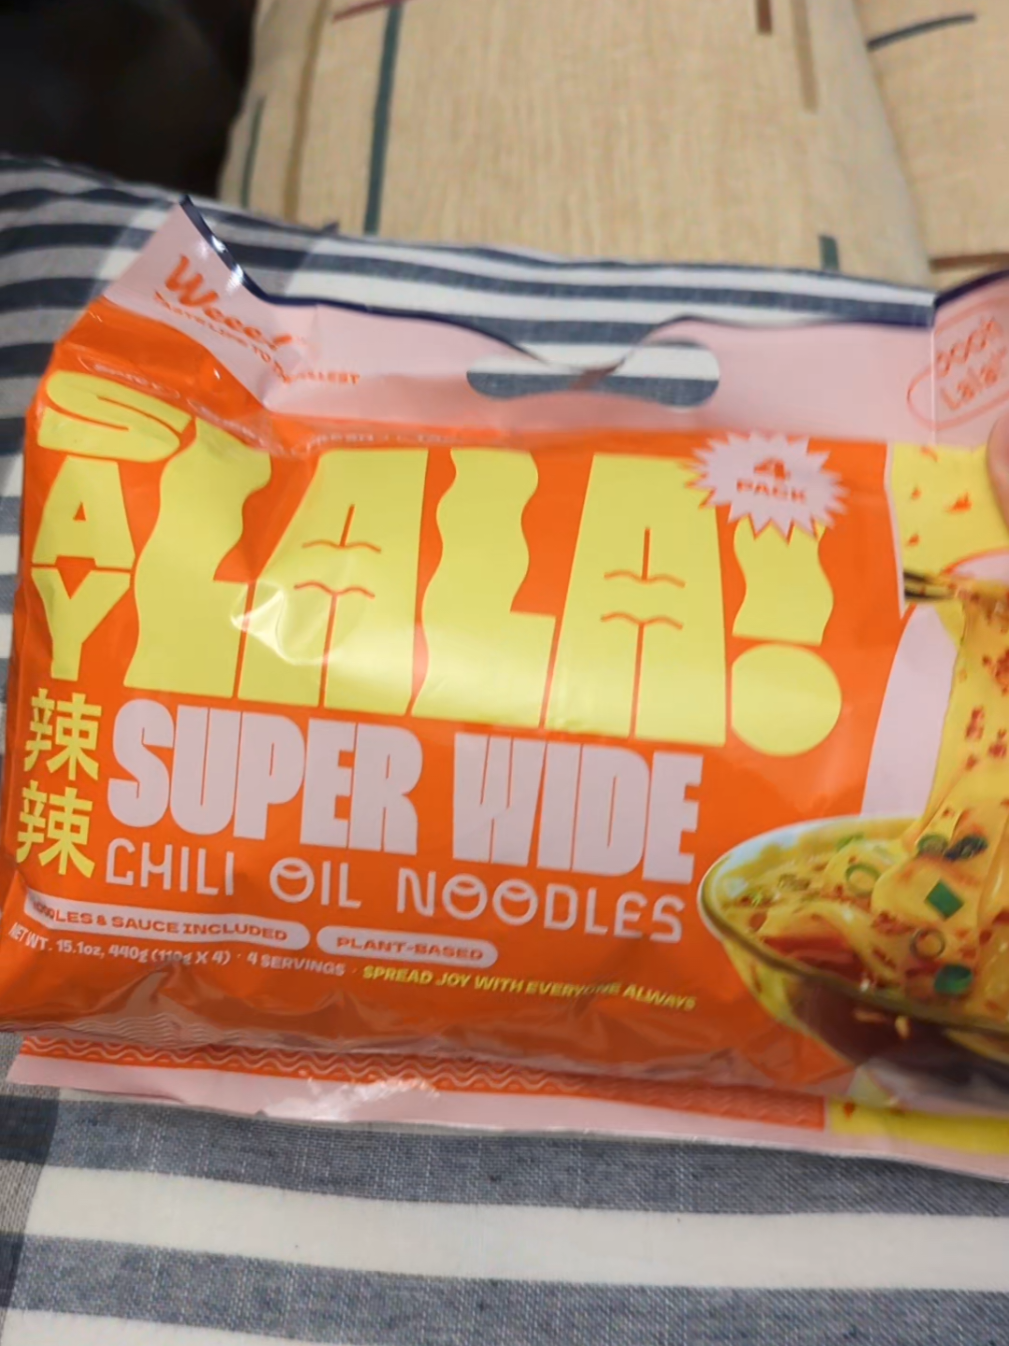 Weee!
SAY LALA!
4
PACK
辣辣
SUPER WIDE
CHILI OIL NOODLES
& SAUCE INCLUDED
PLANT-BASED
NET WT. 15.1oz, 440g (110g X 4) · 4 SERVINGS · SPREAD JOY WITH EVERYONE ALWAYS
Lala!